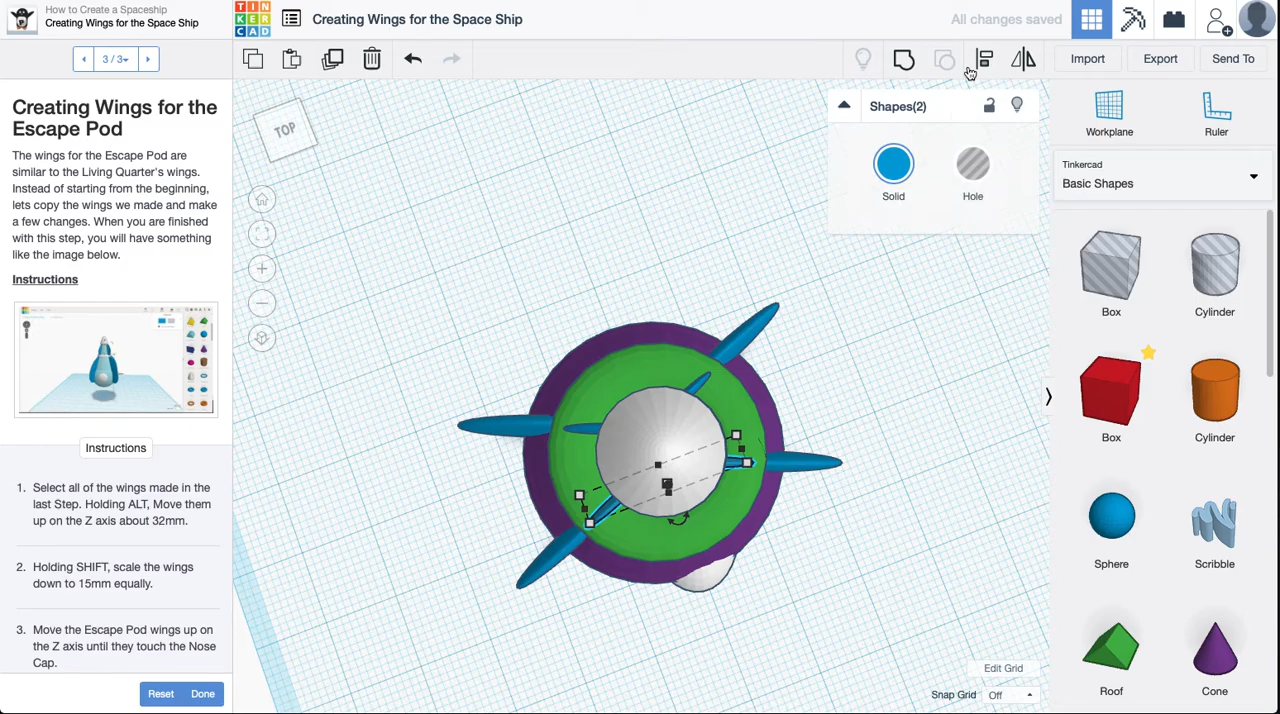 How to Create a Spaceship
Creating Wings for the Space Ship
TIN
KER
CAD
Creating Wings for the Space Ship
All changes saved
3 / 3
Import
Export
Send To
Creating Wings for the
Escape Pod
The wings for the Escape Pod are
similar to the Living Quarter's wings.
Instead of starting from the beginning,
lets copy the wings we made and make
a few changes. When you are finished
with this step, you will have something
like the image below.
Instructions
Instructions
1. Select all of the wings made in the
last Step. Holding ALT, Move them
up on the Z axis about 32mm.
2. Holding SHIFT, scale the wings
down to 15mm equally.
3. Move the Escape Pod wings up on
the Z axis until they touch the Nose
Cap.
Reset
Done
TOP
Shapes(2)
Solid
Hole
Edit Grid
Snap Grid
Off
Workplane
Ruler
Tinkercad
Basic Shapes
Box
Cylinder
Box
Cylinder
Sphere
Scribble
Roof
Cone